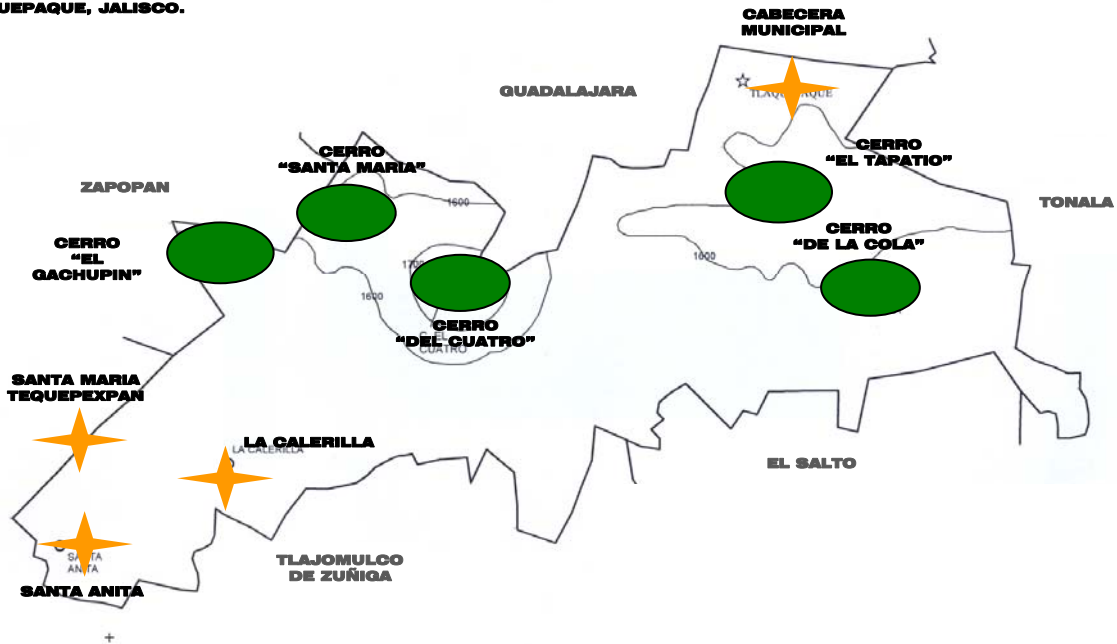 UEPAQUE, JALISCO.
CABECERA
MUNICIPAL
GUADALAJARA
CERRO
“EL TAPATIO”
CERRO
“SANTA MARIA”
ZAPOPAN
1600
TONALA
CERRO
“EL
GACHUPIN”
CERRO
“DE LA COLA”
1600
1600
CERRO
“DEL CUATRO”
CUATRO
SANTA MARIA
TEQUEPEXPAN
LA CALERILLA
LA CALERILLA
EL SALTO
ANITA
TLAJOMULCO
DE ZUÑIGA
SANTA ANITA